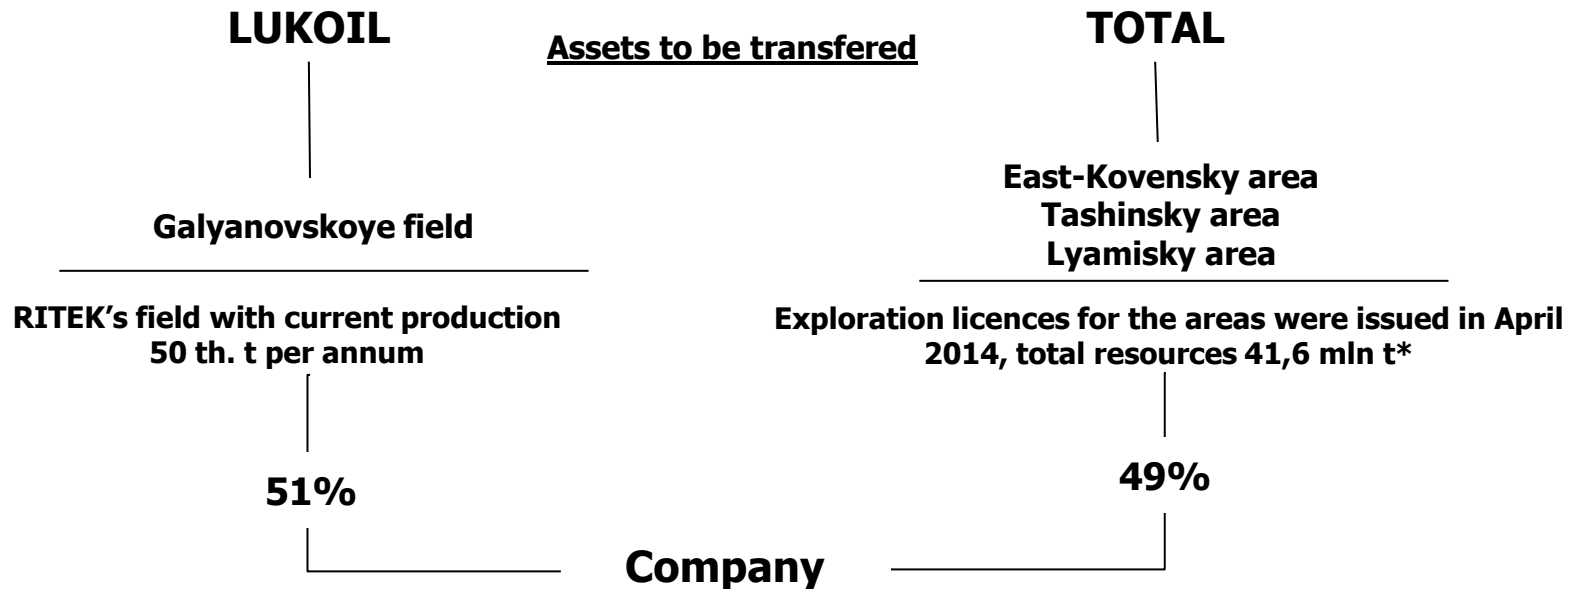 LUKOIL
Assets to be transfered
TOTAL
Galyanovskoye field
RITEK’s field with current production
50 th. t per annum
51%
East-Kovensky area
Tashinsky area
Lyamisky area
Exploration licences for the areas were issued in April
2014, total resources 41,6 mln t*
49%
Company